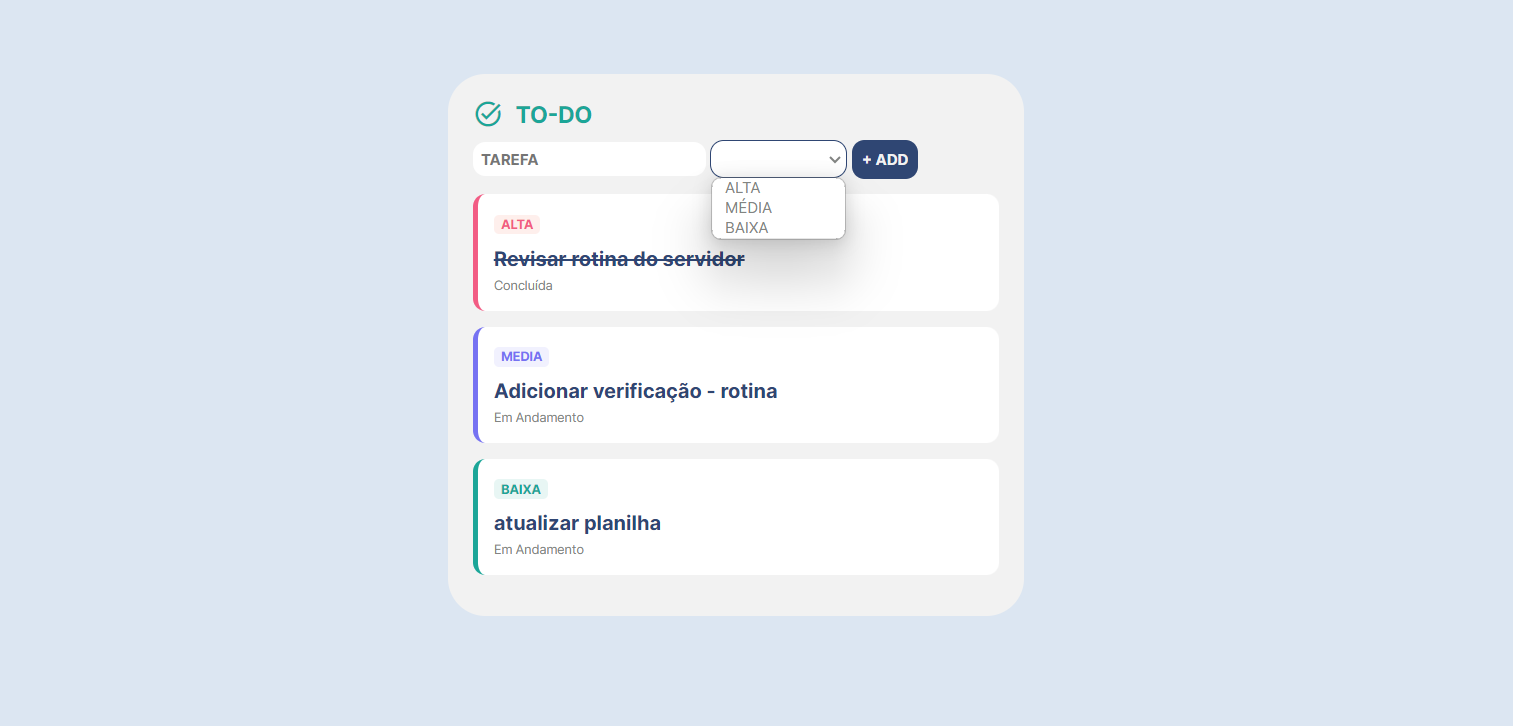 TO-DO
TAREFA
+ ADD
ALTA
MÉDIA
BAIXA
ALTA
Revisar rotina do servidor
Concluída
MEDIA
Adicionar verificação - rotina
Em Andamento
BAIXA
atualizar planilha
Em Andamento